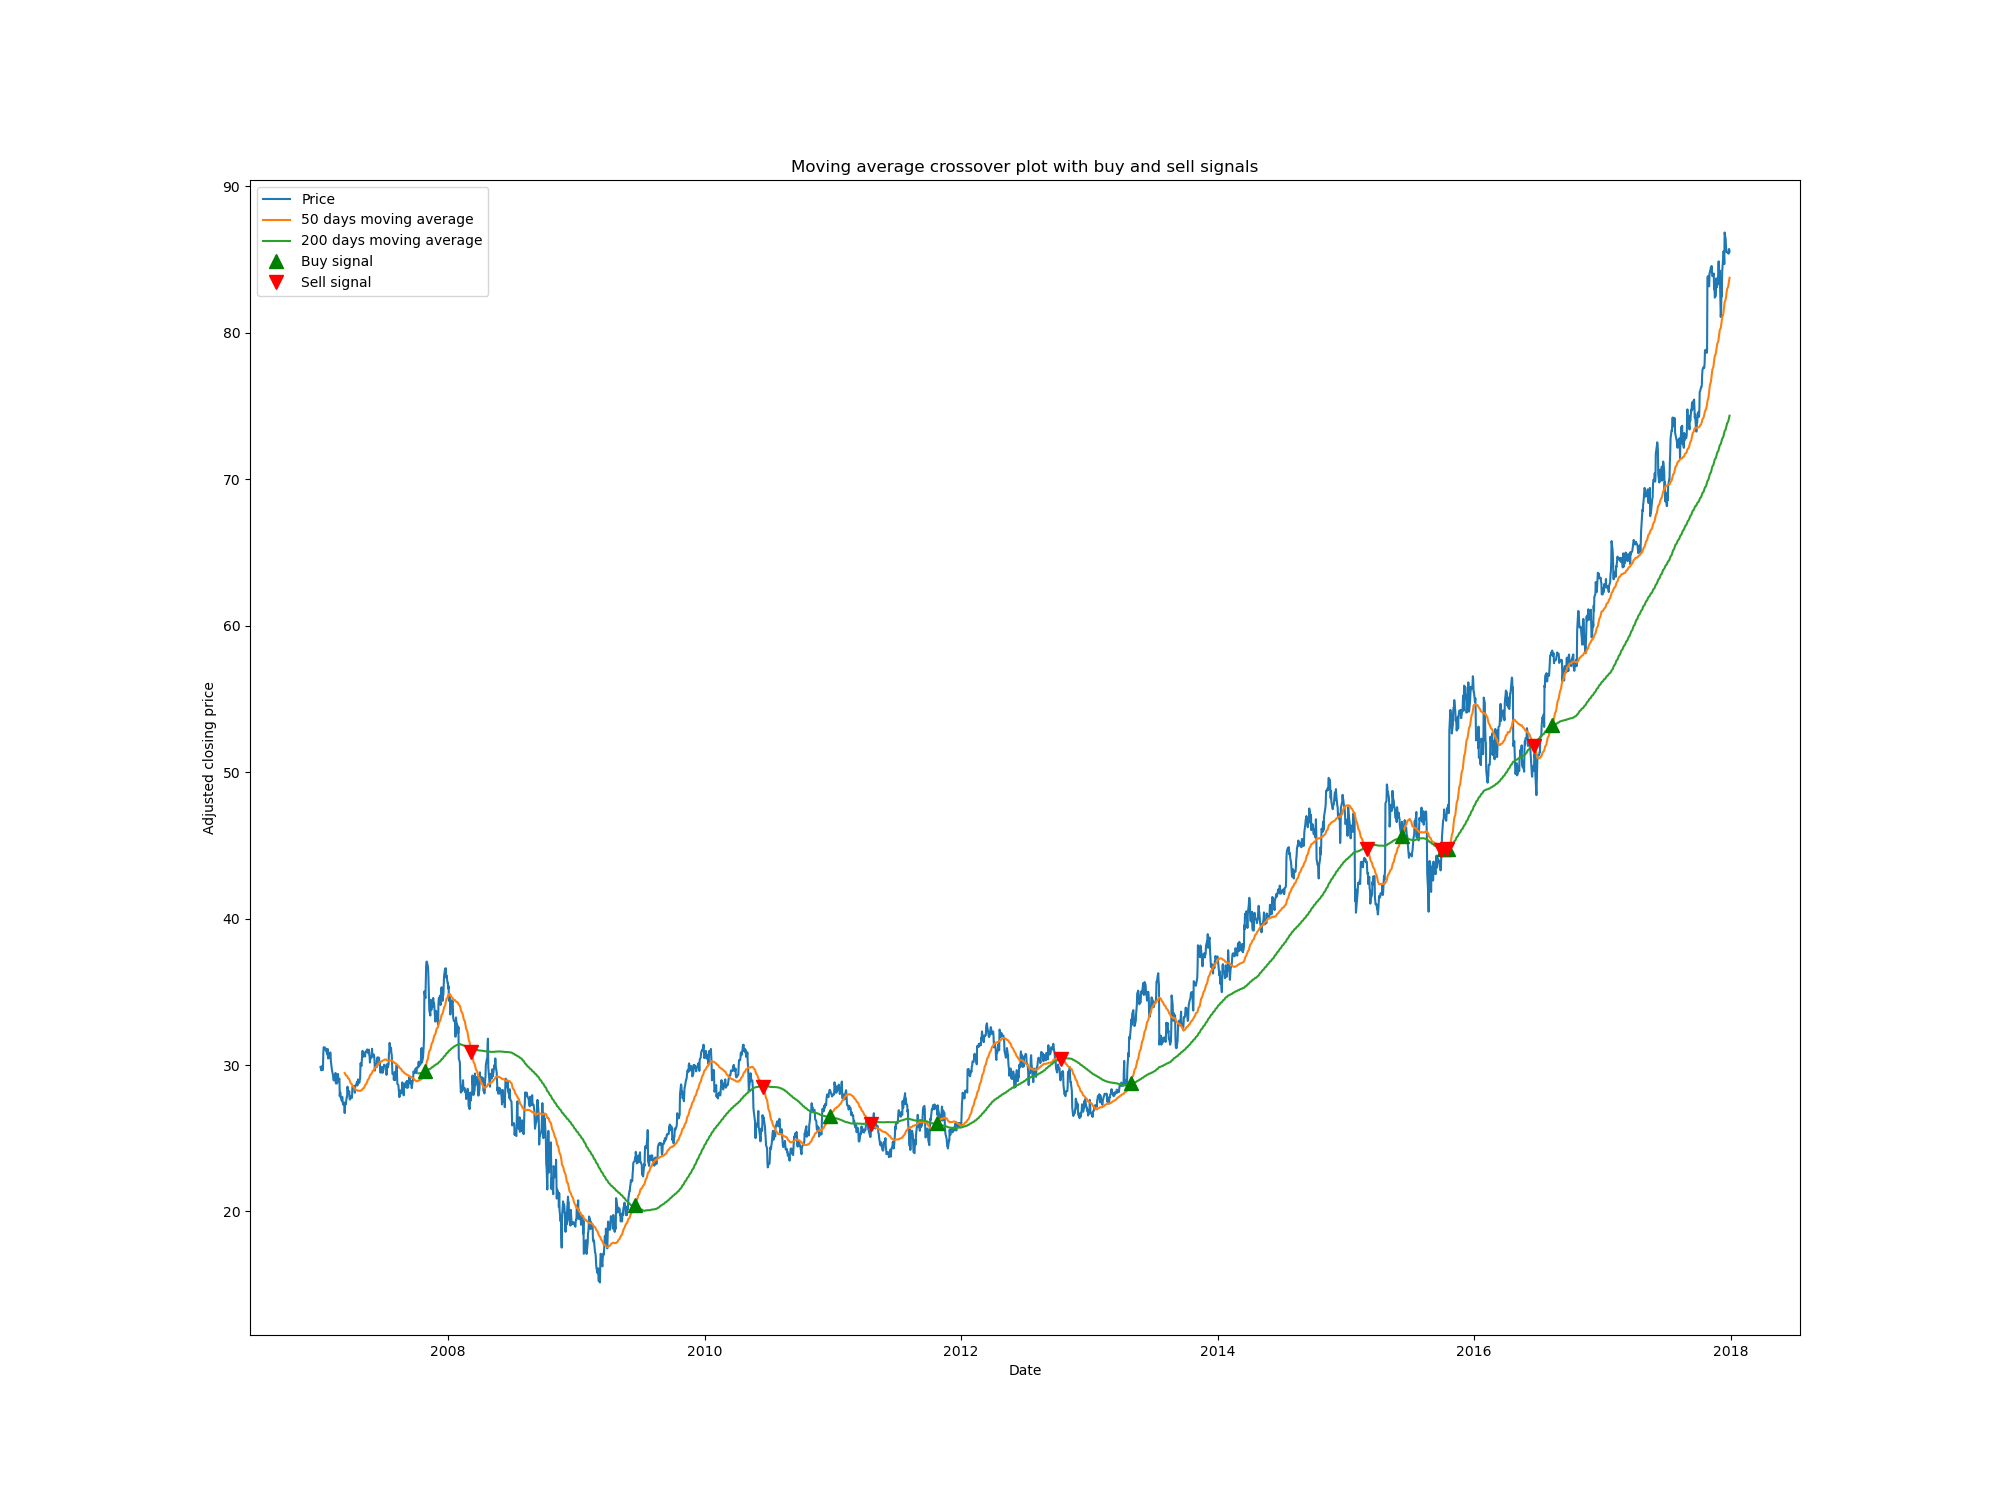 Moving average crossover plot with buy and sell signals
Price
50 days moving average
200 days moving average
Buy signal
Sell signal
90
80
70
60
50
40
30
20
Adjusted closing price
2008 2010 2012 2014 2016 2018
Date